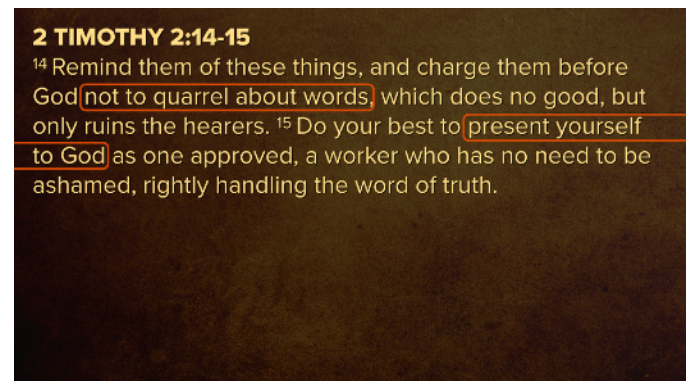 2 TIMOTHY 2:14-15
14 Remind them of these things, and charge them before
God not to quarrel about words, which does no good, but
only ruins the hearers. 15 Do your best to present yourself
to God as one approved, a worker who has no need to be
ashamed, rightly handling the word of truth.